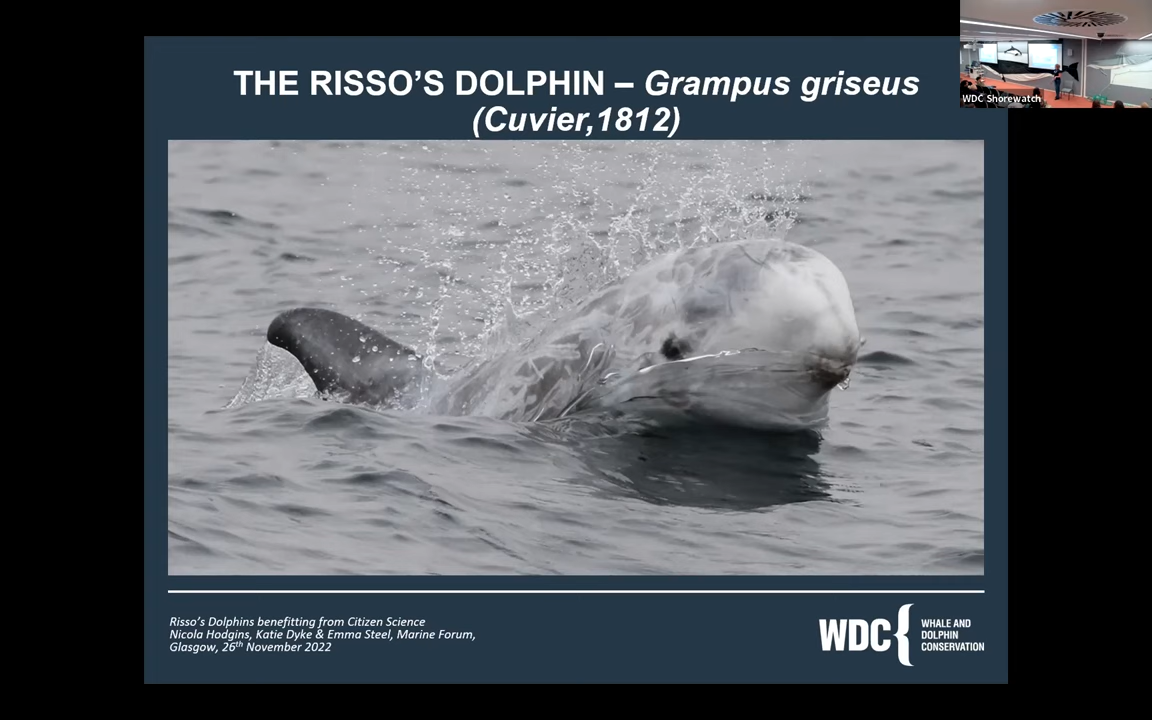 THE RISSO'S DOLPHIN – Grampus griseus
(Cuvier,1812)
WDC Shorewatch
Risso's Dolphins benefitting from Citizen Science
Nicola Hodgins, Katie Dyke & Emma Steel, Marine Forum,
Glasgow, 26th November 2022
WDC
WHALE AND
DOLPHIN
CONSERVATION